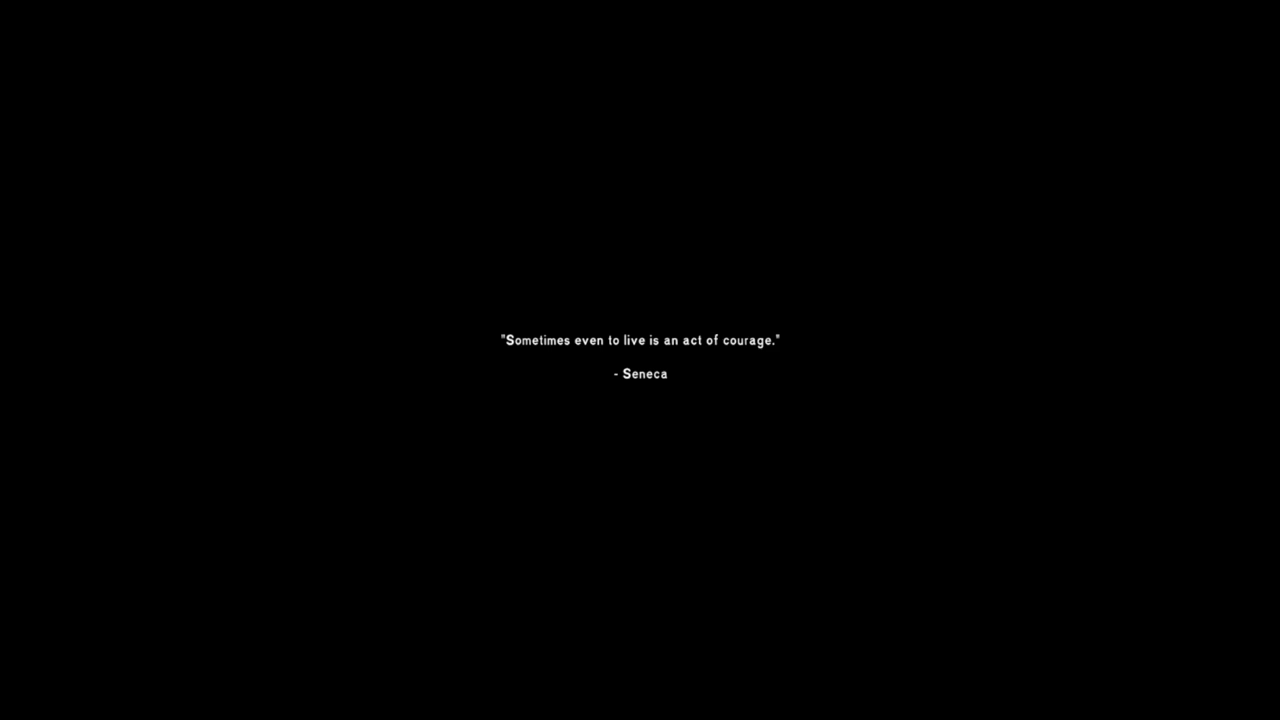 "Sometimes even to live is an act of courage."
- Seneca